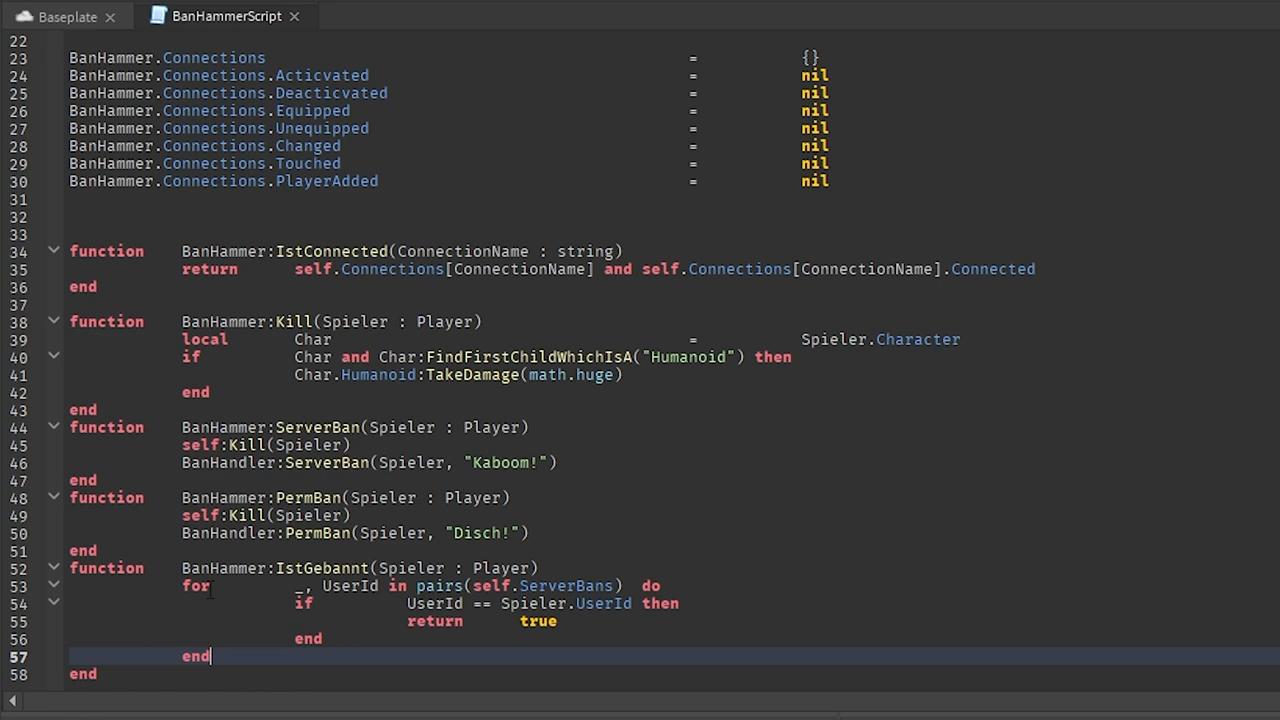 Baseplate × BanHammerScript ×
22
23 BanHammer.Connections = {}
24 BanHammer.Connections.Acticvated = nil
25 BanHammer.Connections.Deacticvated = nil
26 BanHammer.Connections.Equipped = nil
27 BanHammer.Connections.Unequipped = nil
28 BanHammer.Connections.Changed = nil
29 BanHammer.Connections.Touched = nil
30 BanHammer.Connections.PlayerAdded = nil
31
32
33
34 function BanHammer:IstConnected(ConnectionName : string)
35 return self.Connections[ConnectionName] and self.Connections[ConnectionName].Connected
36 end
37
38 function BanHammer:Kill(Spieler : Player)
39 local Char = Spieler.Character
40 if Char and Char:FindFirstChildWhichIsA("Humanoid") then
41 Char.Humanoid:TakeDamage(math.huge)
42 end
43 end
44 function BanHammer:ServerBan(Spieler : Player)
45 self:Kill(Spieler)
46 BanHandler:ServerBan(Spieler, "Kaboom!")
47 end
48 function BanHammer:PermBan(Spieler : Player)
49 self:Kill(Spieler)
50 BanHandler:PermBan(Spieler, "Disch!")
51 end
52 function BanHammer:IstGebannt(Spieler : Player)
53 for _, UserId in pairs(self.ServerBans) do
54 if UserId == Spieler.UserId then
55 return true
56 end
57 end
58 end